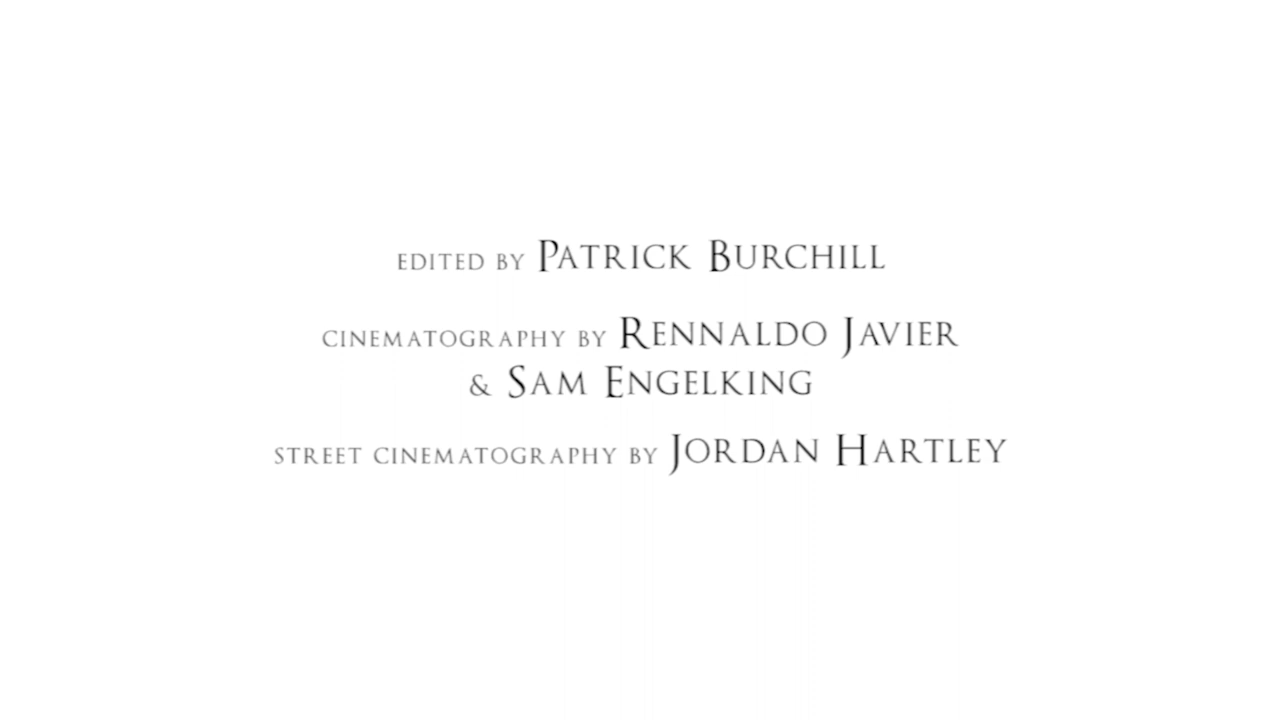 EDITED BY PATRICK BURCHILL
CINEMATOGRAPHY BY RENNALDO JAVIER
& SAM ENGELKING
STREET CINEMATOGRAPHY BY JORDAN HARTLEY